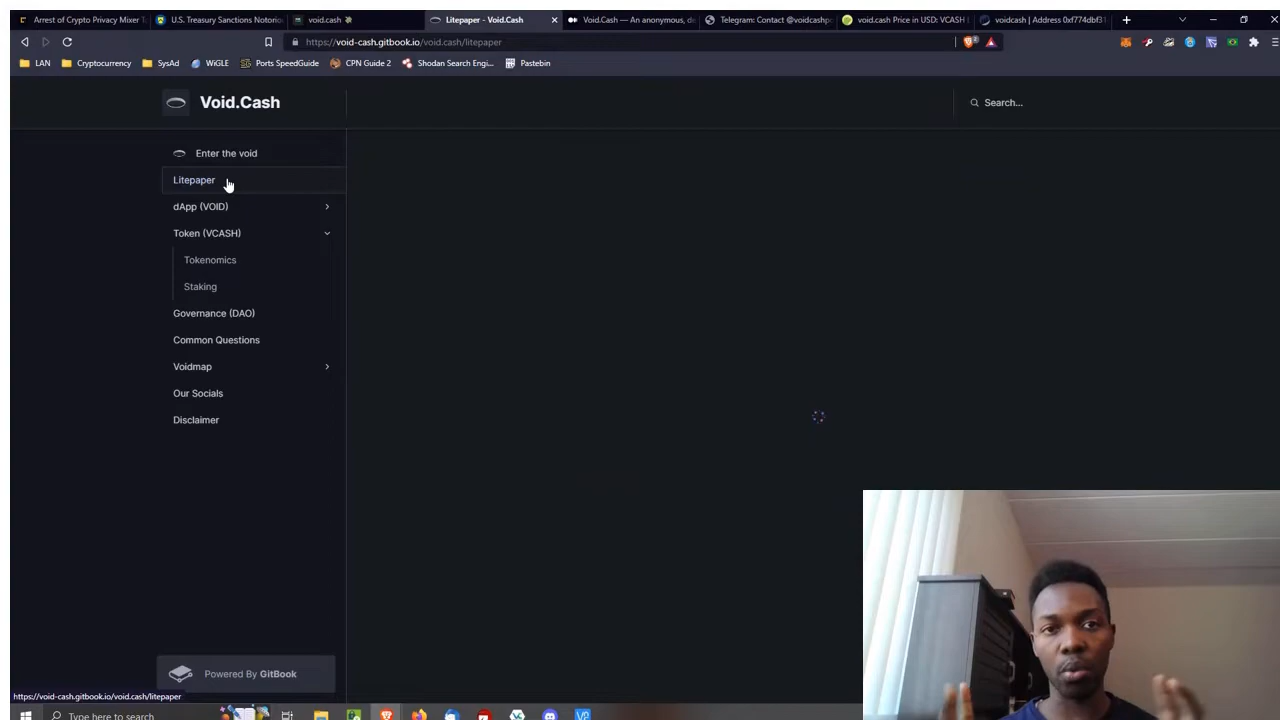 Arrest of Crypto Privacy Mixer T
U.S. Treasury Sanctions Notorio
void.cash
Litepaper - Void.Cash
Void.Cash — An anonymous, de
Telegram: Contact @voidcashp
void.cash Price in USD: VCASH
voidcash | Address 0xf774dbf31
https://void-cash.gitbook.io/void.cash/litepaper
LAN
Cryptocurrency
SysAd
WiGLE
Ports SpeedGuide
CPN Guide 2
Shodan Search Engi...
Pastebin
Void.Cash
Search...
Enter the void
Litepaper
dApp (VOID)
Token (VCASH)
Tokenomics
Staking
Governance (DAO)
Common Questions
Voidmap
Our Socials
Disclaimer
Powered By GitBook
https://void-cash.gitbook.io/void.cash/litepaper
Type here to search